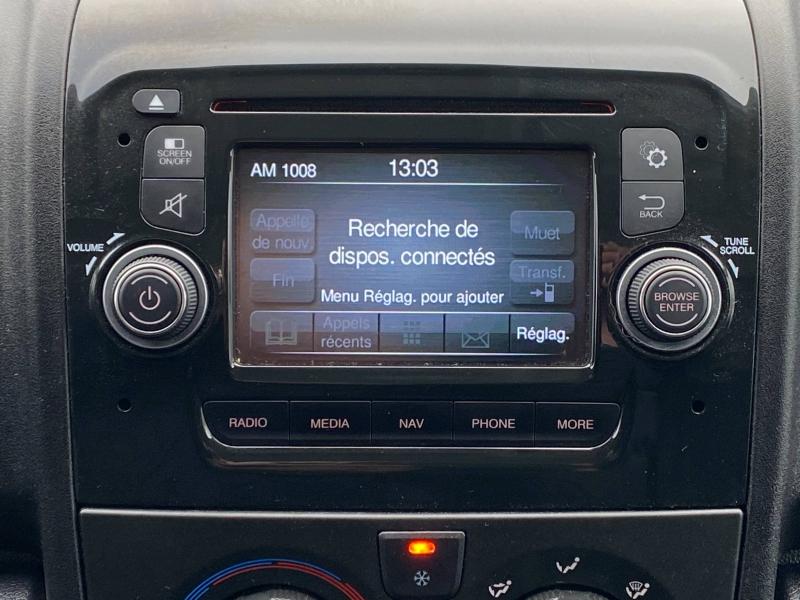 SCREEN
ON/OFF
AM 1008 13:03
Appelle
de nouv.
Recherche de
dispos. connectés
Muet
Fin
Transf.
Menu Réglag. pour ajouter
Appels
récents
Réglag.
BACK
VOLUME
TUNE
SCROLL
BROWSE
ENTER
RADIO MEDIA NAV PHONE MORE